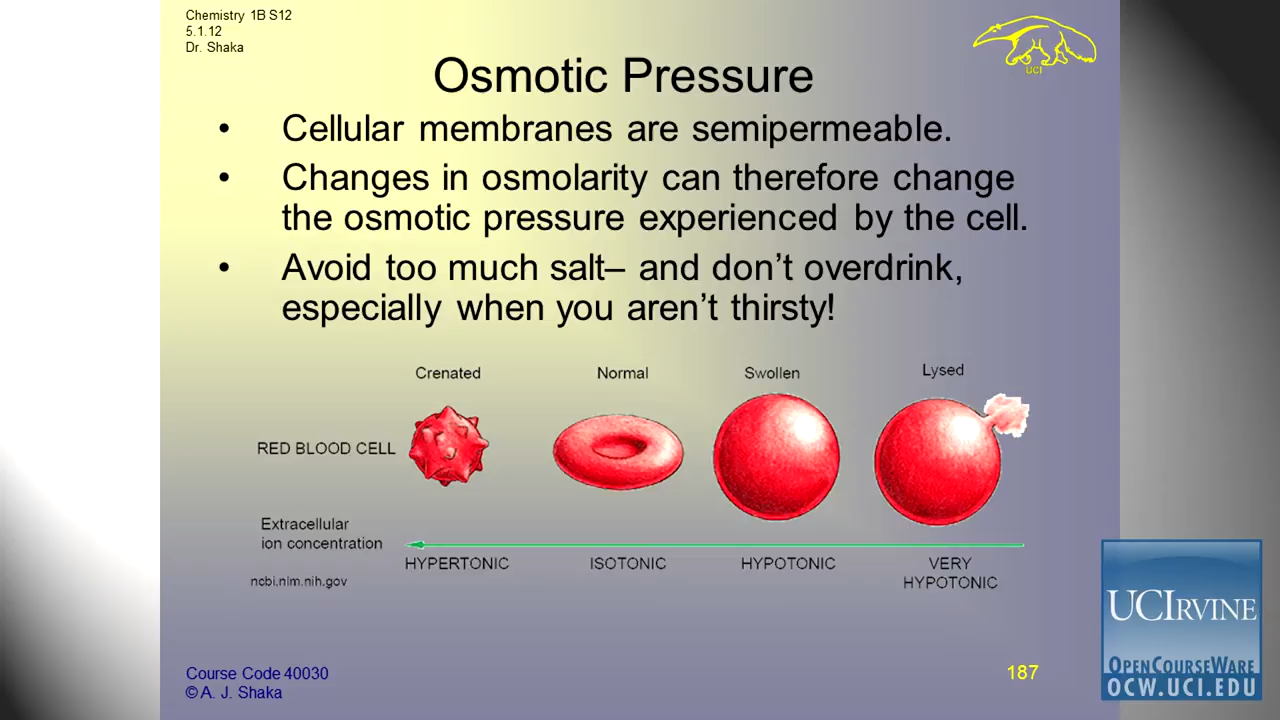 Chemistry 1B S12
5.1.12
Dr. Shaka
UCI
Osmotic Pressure
• Cellular membranes are semipermeable.
• Changes in osmolarity can therefore change
the osmotic pressure experienced by the cell.
• Avoid too much salt– and don’t overdrink,
especially when you aren’t thirsty!
Crenated Normal Swollen Lysed
RED BLOOD CELL
Extracellular
ion concentration
HYPERTONIC ISOTONIC HYPOTONIC VERY
HYPOTONIC
ncbi,nlm.nih.gov
Course Code 40030
© A. J. Shaka
187
UCIRVINE
OPENCOURSEWARE
OCW.UCI.EDU